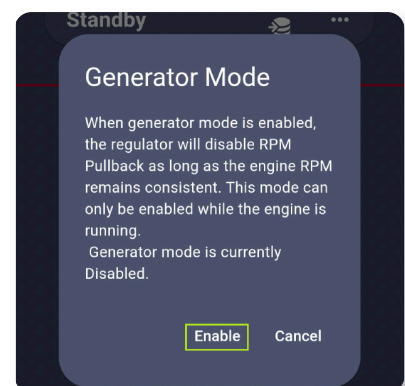 Standby
Generator Mode
When generator mode is enabled,
the regulator will disable RPM
Pullback as long as the engine RPM
remains consistent. This mode can
only be enabled while the engine is
running.
Generator mode is currently
Disabled.
Enable Cancel